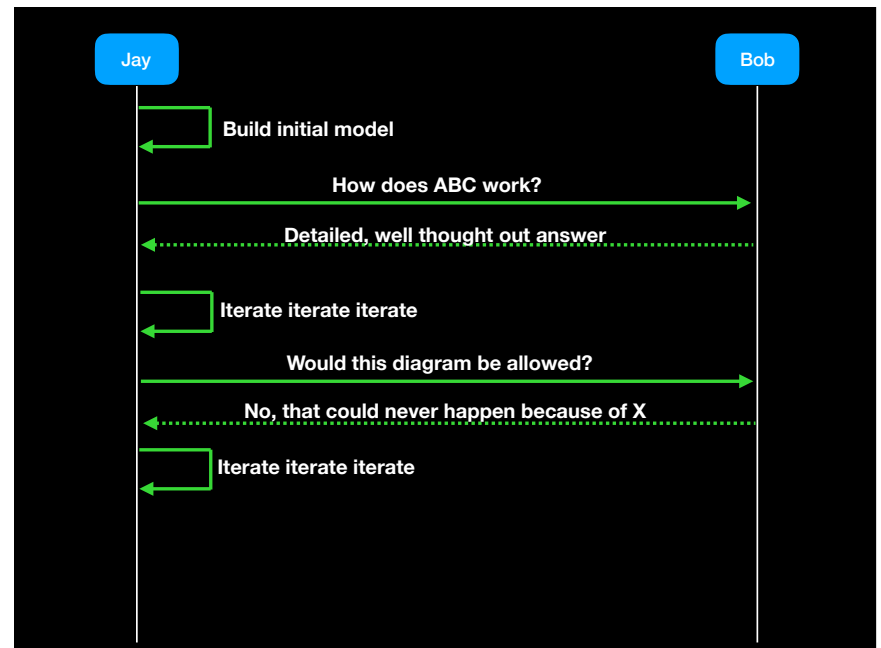 Jay
Bob
Build initial model
How does ABC work?
Detailed, well thought out answer
Iterate iterate iterate
Would this diagram be allowed?
No, that could never happen because of X
Iterate iterate iterate